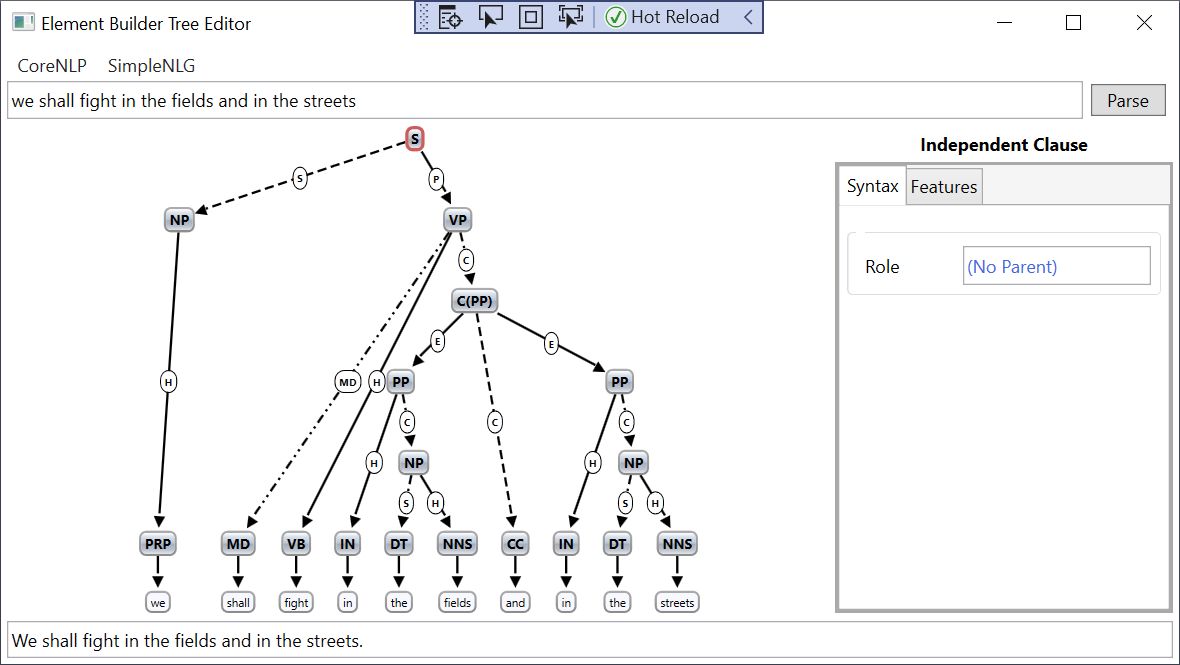 Element Builder Tree Editor
Hot Reload
CoreNLP SimpleNLG
we shall fight in the fields and in the streets
Parse
S
Independent Clause
S P
Syntax Features
NP VP
C
Role (No Parent)
C(PP)
E E
H MD H PP PP
C C C
H NP H NP
S H S H
PRP MD VB IN DT NNS CC IN DT NNS
we shall fight in the fields and in the streets
We shall fight in the fields and in the streets.